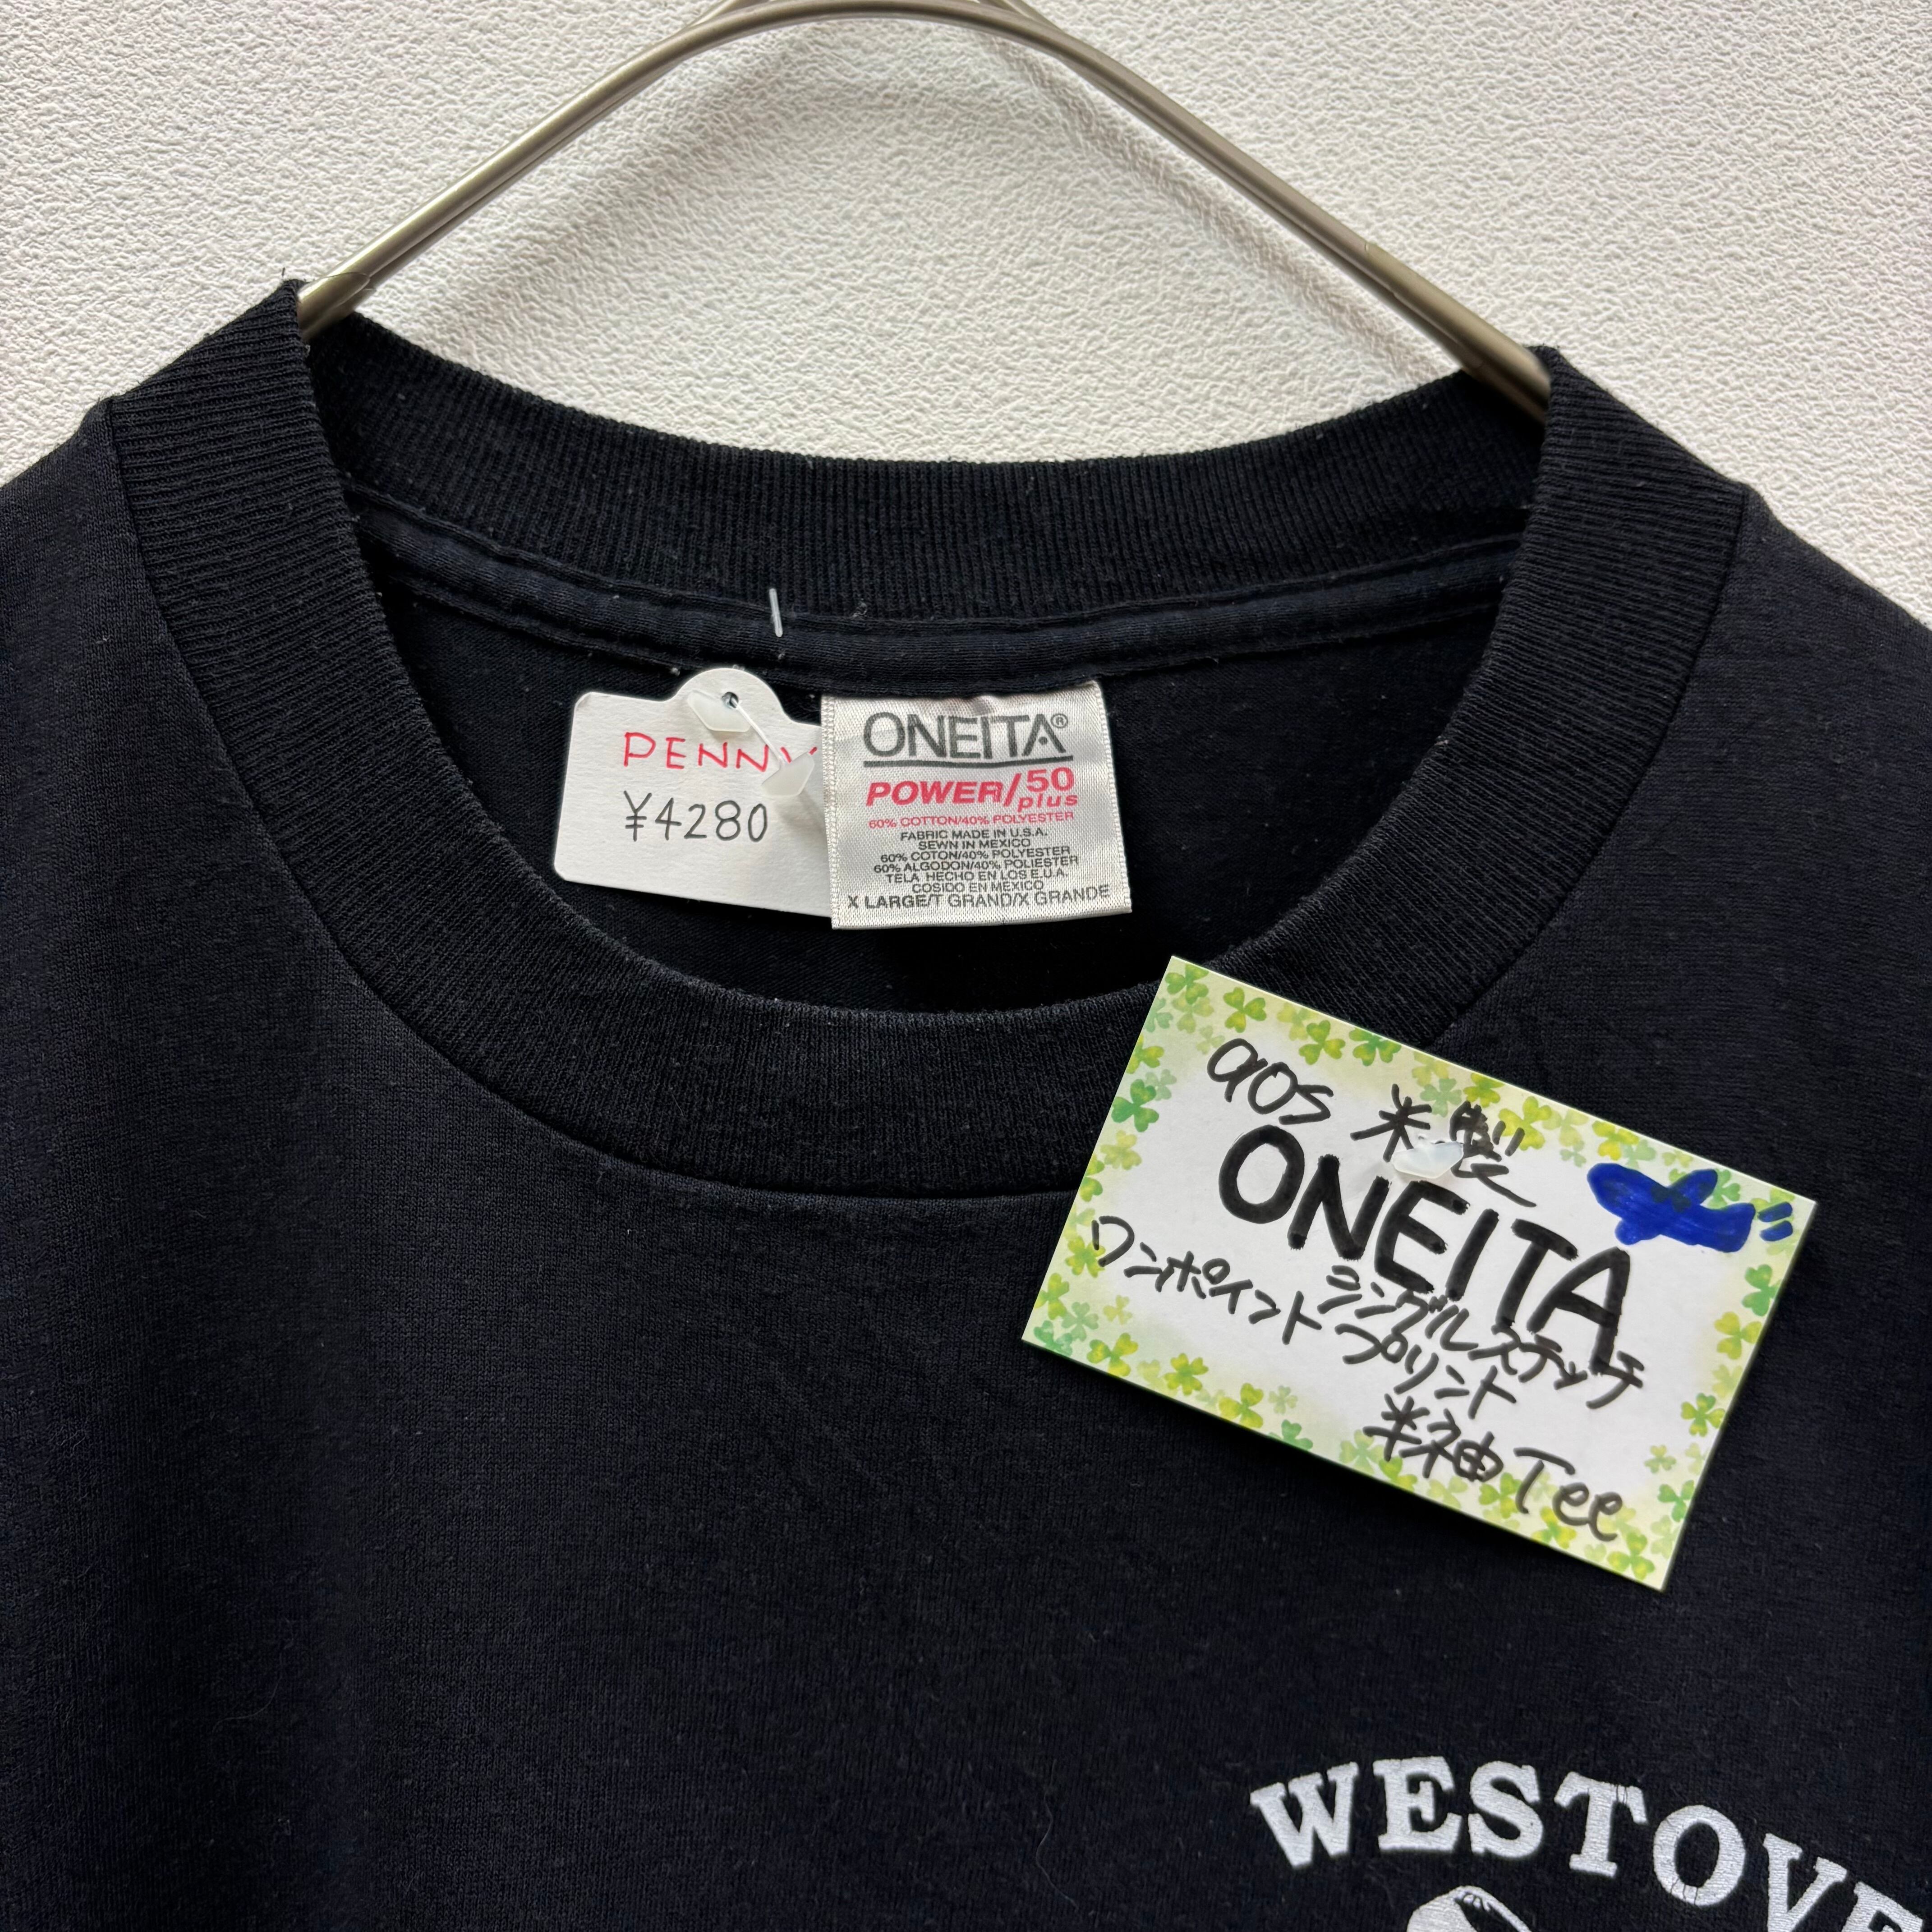 PENNY
¥4280
ONEITA®
POWER/50 plus
60% COTTON/40% POLYESTER
FABRIC MADE IN U.S.A.
SEWN IN MEXICO
60% COTON/40% POLYESTER
60% ALGODON/40% POLIESTER
TELA HECHO EN LOS E.U.A.
COSIDO EN MEXICO
X LARGE/T GRAND/X GRANDE
90s 米製
ONEITA
シングルステッチ
ワンポイントプリント
半袖Tee
WESTOVE